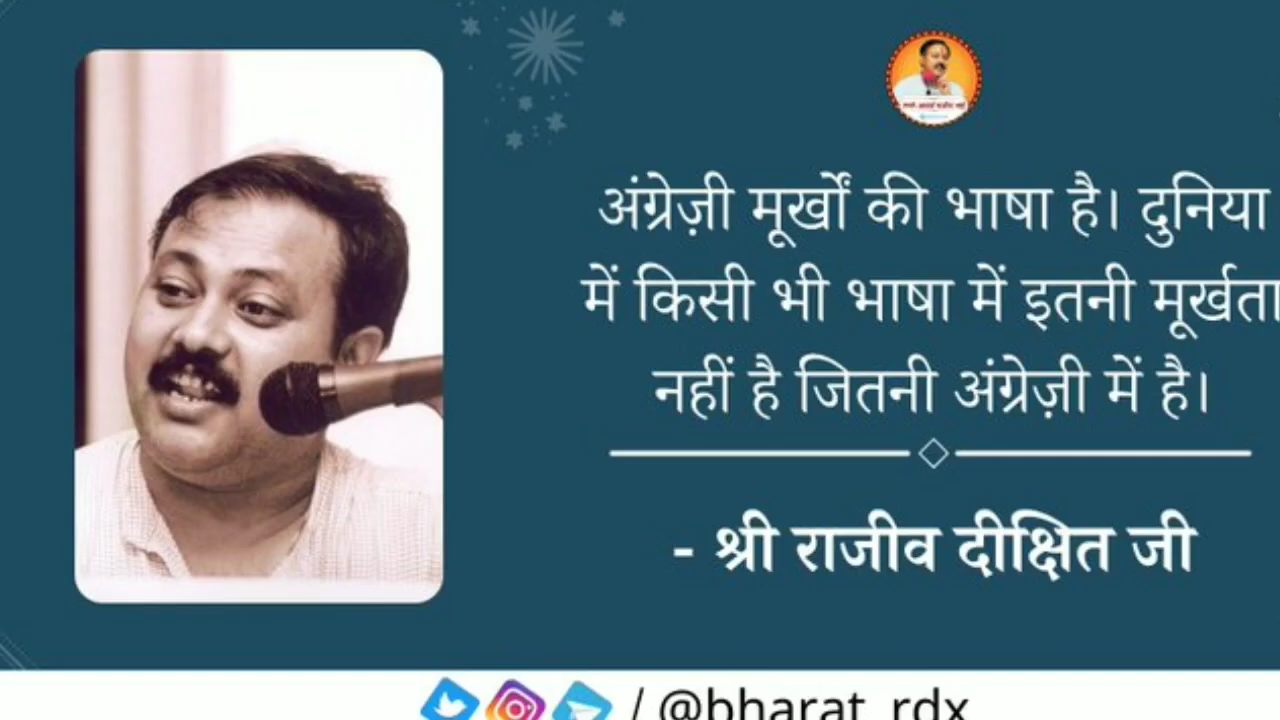 अंग्रेज़ी मूर्खों की भाषा है। दुनिया
में किसी भी भाषा में इतनी मूर्खता
नहीं है जितनी अंग्रेज़ी में है।
- श्री राजीव दीक्षित जी
/ @bharat_rdx